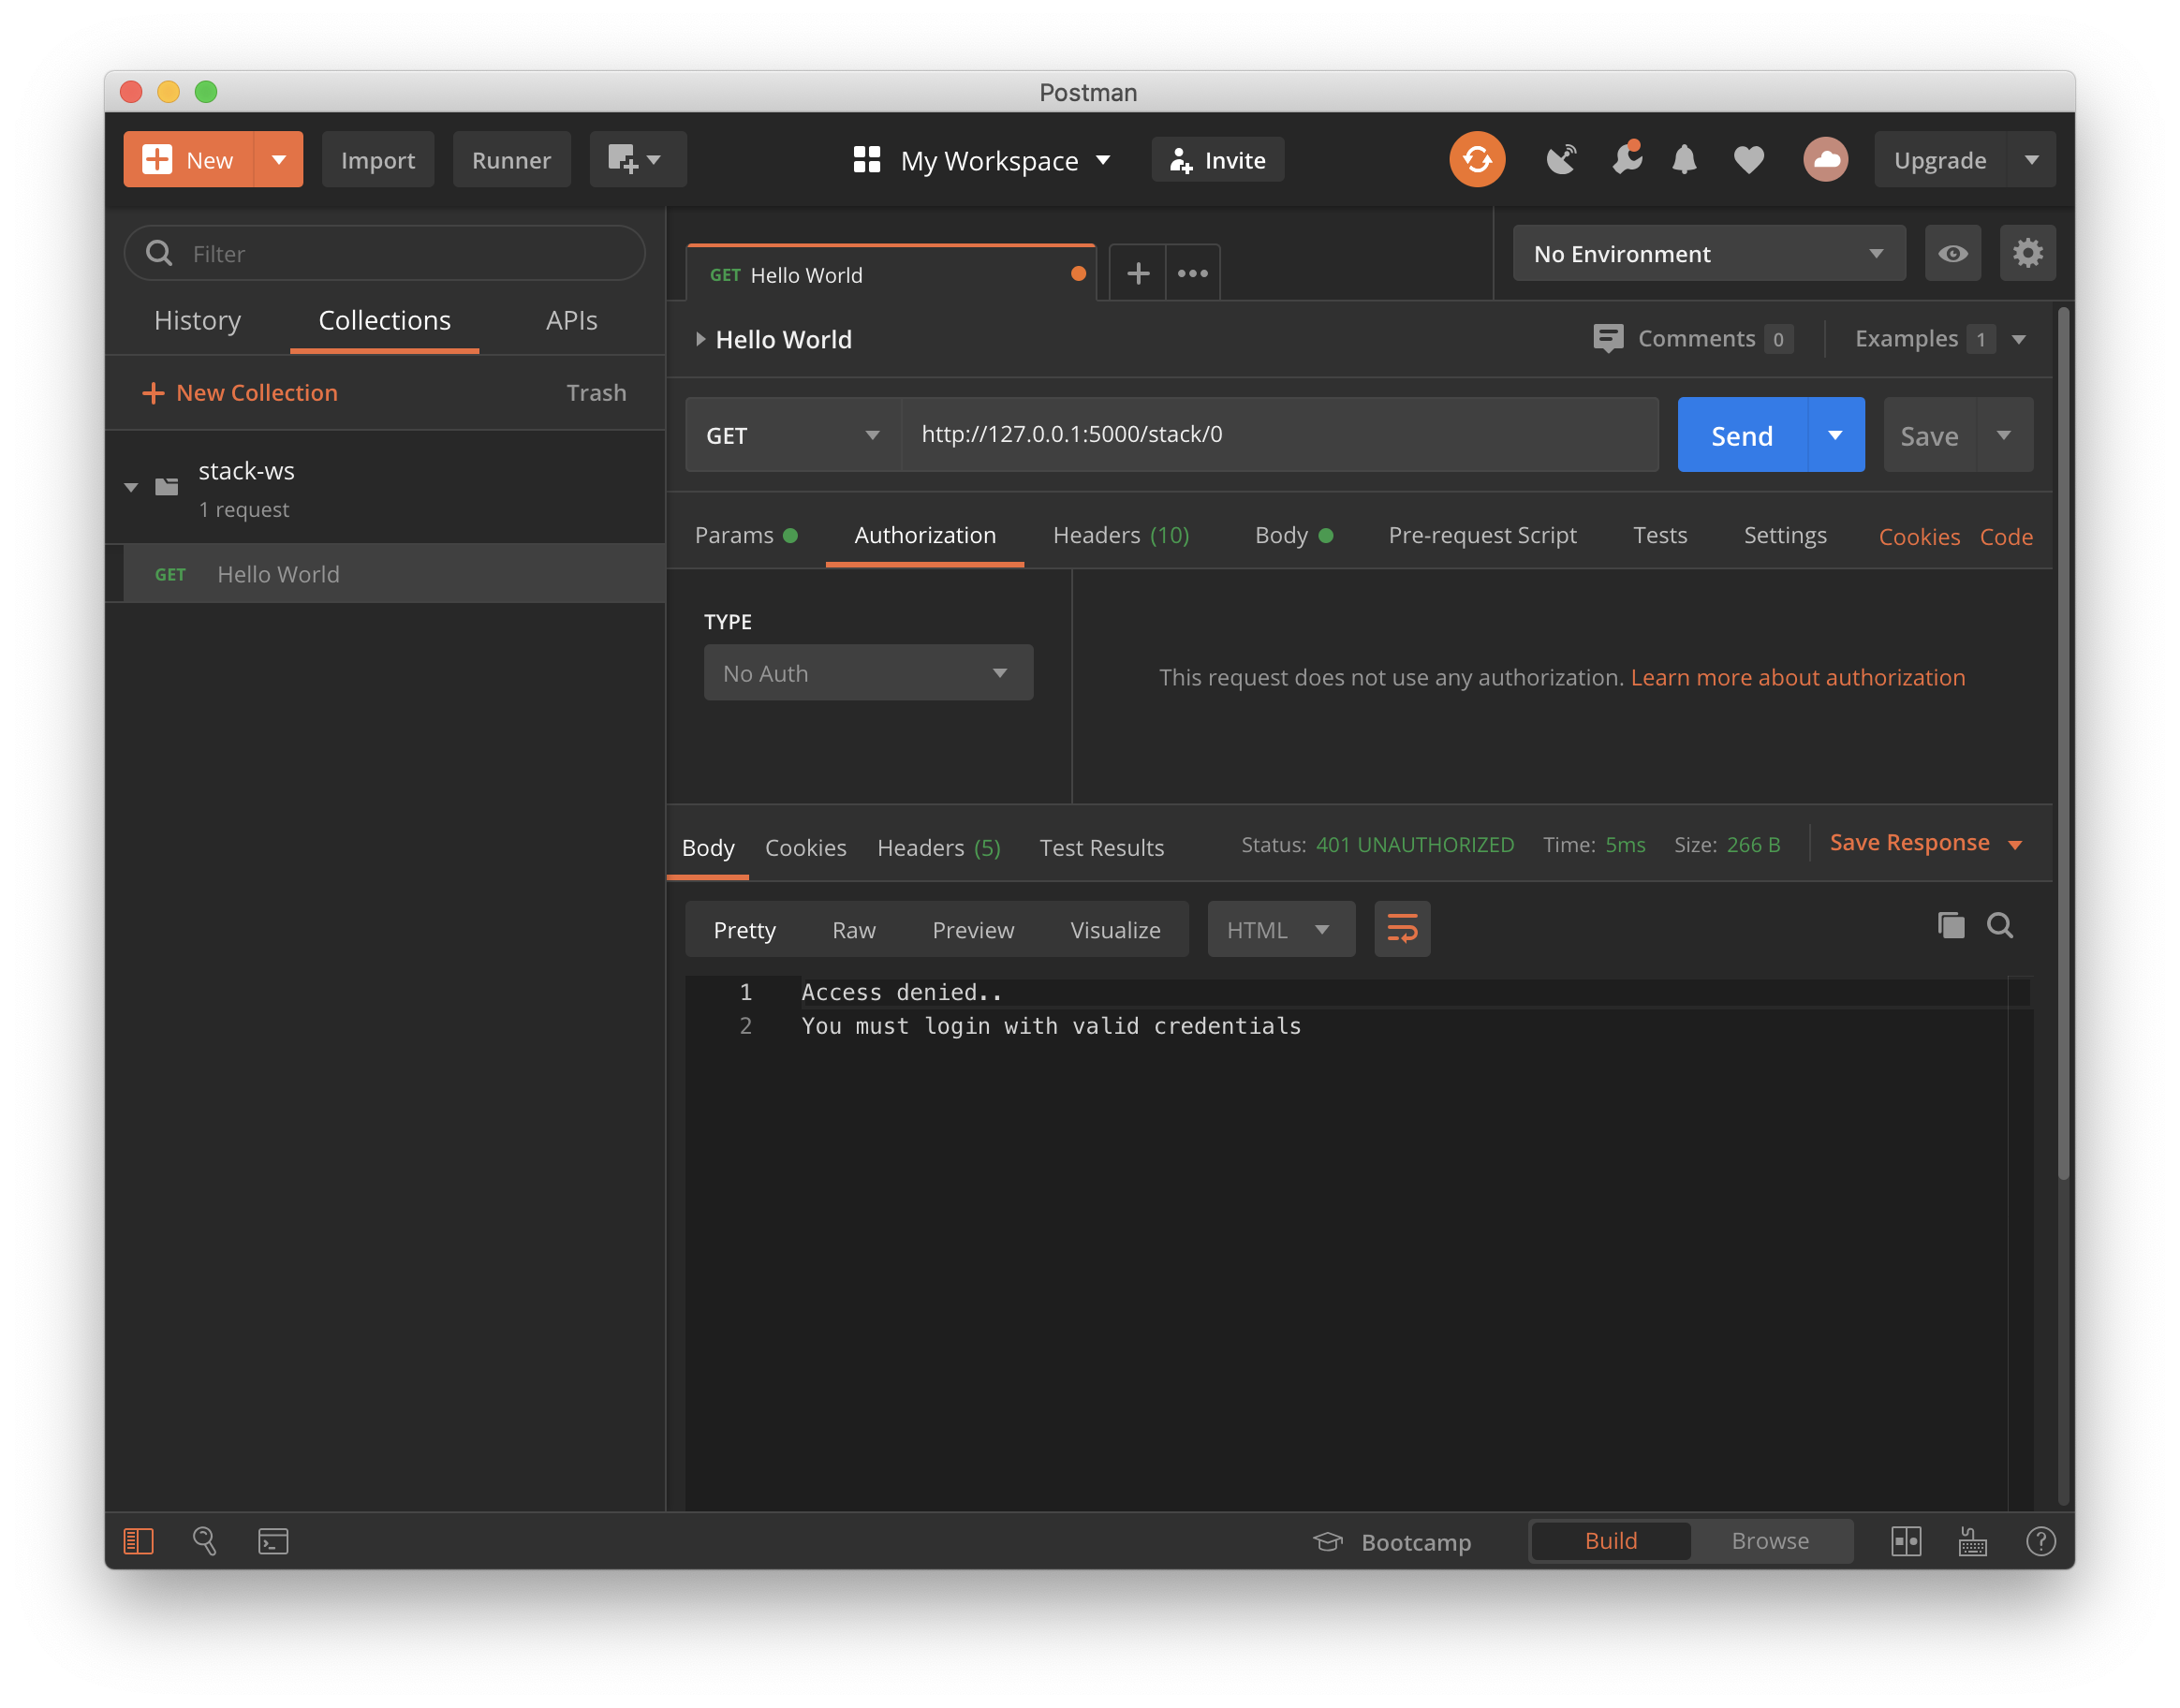 Postman
New Import Runner My Workspace Invite Upgrade
Filter
History Collections APIs
New Collection Trash
stack-ws
1 request
GET Hello World
GET Hello World
No Environment
Hello World Comments 0 Examples 1
GET http://127.0.0.1:5000/stack/0 Send Save
Params Authorization Headers (10) Body Pre-request Script Tests Settings Cookies Code
TYPE
No Auth
This request does not use any authorization. Learn more about authorization
Body Cookies Headers (5) Test Results Status: 401 UNAUTHORIZED Time: 5ms Size: 266 B Save Response
Pretty Raw Preview Visualize HTML
1 Access denied..
2 You must login with valid credentials
Bootcamp Build Browse